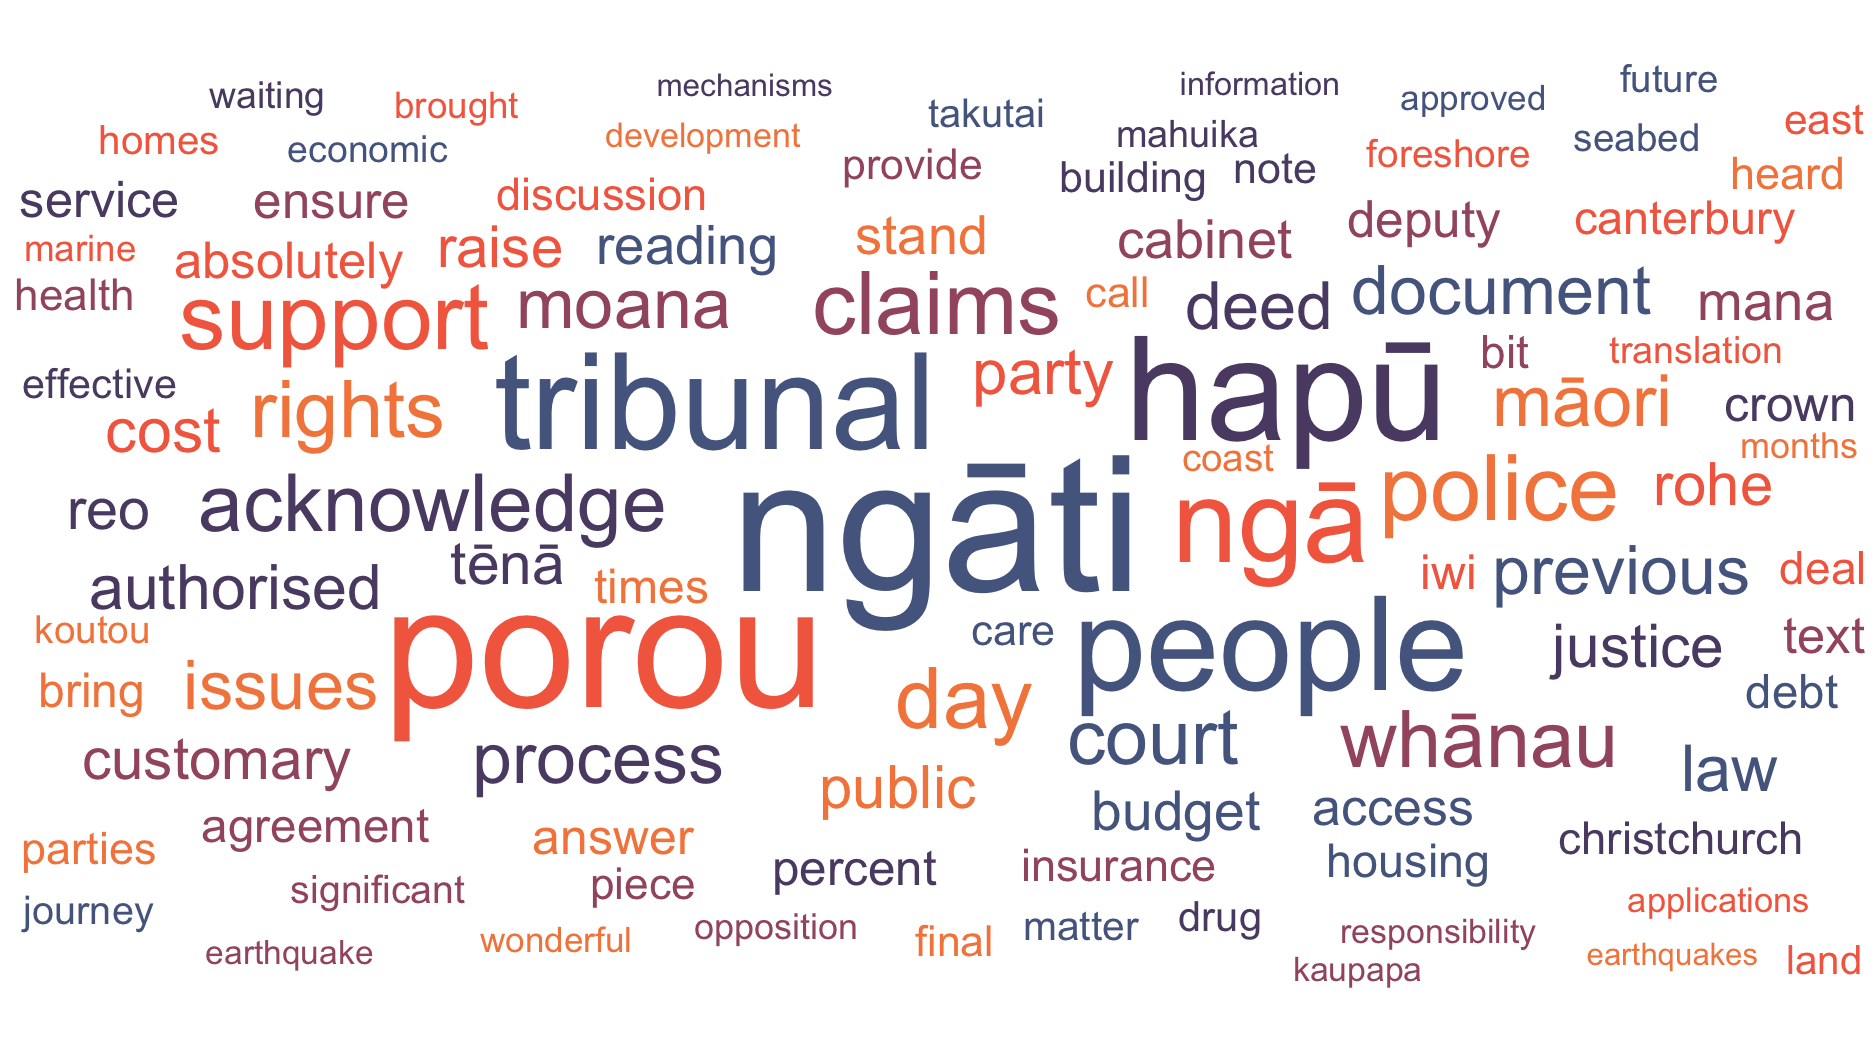 waiting
brought
mechanisms
takutai
information
approved
future
east
homes
economic
development
provide
mahuika
building
note
foreshore
seabed
heard
service
ensure
discussion
stand
cabinet
deputy
canterbury
marine
absolutely
raise
reading
health
support
moana
claims
call
deed
document
mana
effective
cost
rights
tribunal
party
hapū
bit
translation
māori
crown
months
reo
acknowledge
ngāti
coast
ngā
police
rohe
authorised
tēnā
times
iwi
previous
deal
koutou
bring
issues
porou
care
people
justice
text
day
debt
customary
process
court
whānau
law
public
budget
access
parties
agreement
answer
percent
insurance
housing
christchurch
journey
significant
piece
matter
drug
applications
earthquake
wonderful
opposition
final
responsibility
kaupapa
earthquakes
land